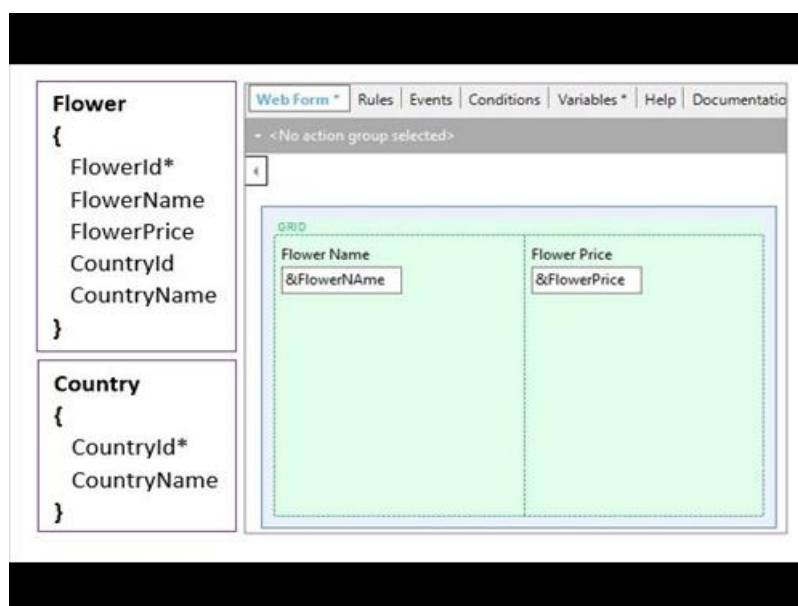 Flower
{
FlowerId*
FlowerName
FlowerPrice
CountryId
CountryName
}
Country
{
CountryId*
CountryName
}
Web Form * Rules Events Conditions Variables * Help Documentatio
<No action group selected>
GRID
Flower Name Flower Price
&FlowerNAme &FlowerPrice